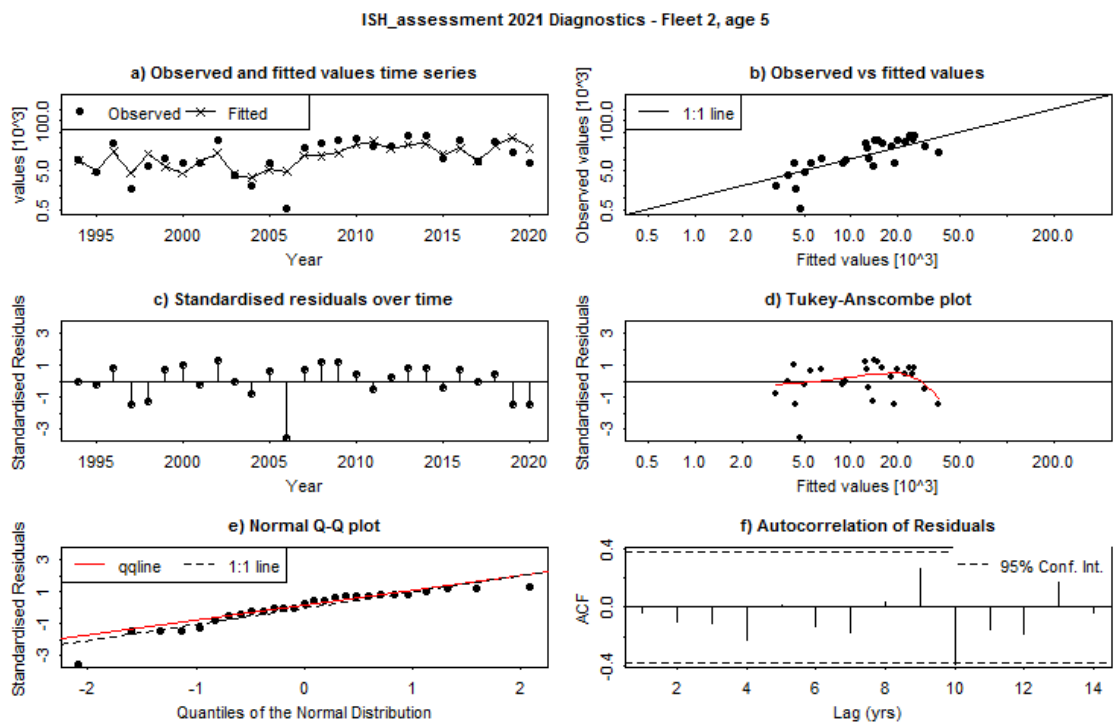 ISH_assessment 2021 Diagnostics - Fleet 2, age 5
a) Observed and fitted values time series
values [10^3]
100.0
5.0
0.5
Observed
Fitted
1995
2000
2005
2010
2015
2020
Year
b) Observed vs fitted values
Observed values [10^3]
100.0
5.0
0.5
1:1 line
0.5
1.0
2.0
5.0
10.0
20.0
50.0
200.0
Fitted values [10^3]
c) Standardised residuals over time
Standardised Residuals
3
1
-1
-3
1995
2000
2005
2010
2015
2020
Year
d) Tukey-Anscombe plot
Standardised Residuals
3
1
-1
-3
0.5
1.0
2.0
5.0
10.0
20.0
50.0
200.0
Fitted values [10^3]
e) Normal Q-Q plot
Standardised Residuals
3
1
-1
-3
qqline
1:1 line
-2
-1
0
1
2
Quantiles of the Normal Distribution
f) Autocorrelation of Residuals
ACF
0.4
0.0
-0.4
95% Conf. Int.
2
4
6
8
10
12
14
Lag (yrs)